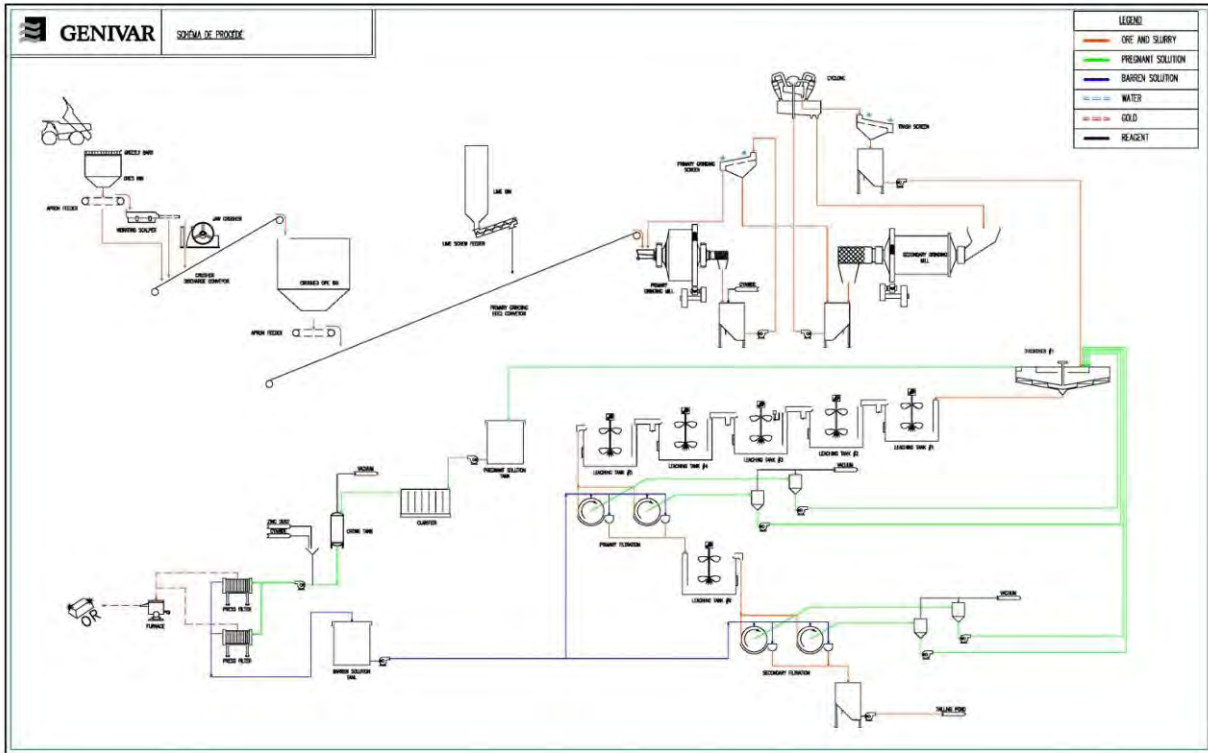 GENIVAR
SCHÉMA DE PROCÉDÉ
LEGEND
ORE AND SLURRY
PREGNANT SOLUTION
BARREN SOLUTION
WATER
GOLD
REAGENT
CYCLONE
TRASH SCREEN
PRIMARY GRINDING
SCREEN
GRIZZLY BARS
ORES BIN
APRON FEEDER
VIBRATING SCALPER
JAW CRUSHER
CRUSHER
DISCHARGE CONVEYOR
LIME BIN
LIME SCREW FEEDER
CRUSHED ORE BIN
APRON FEEDER
PRIMARY GRINDING
FEED CONVEYOR
PRIMARY
GRINDING MILL
CYANIDE
SECONDARY GRINDING
MILL
THICKENER #1
LEACHING TANK #5
LEACHING TANK #4
LEACHING TANK #3
LEACHING TANK #2
LEACHING TANK #1
PREGNANT SOLUTION
TANK
VACUUM
VACUUM
CLARIFIER
ZINC DUST
CYANIDE
CROWE TANK
PRIMARY FILTRATION
LEACHING TANK #6
PRESS FILTER
OR
FURNACE
PRESS FILTER
VACUUM
BARREN SOLUTION
SECONDARY FILTRATION
TAILING POND